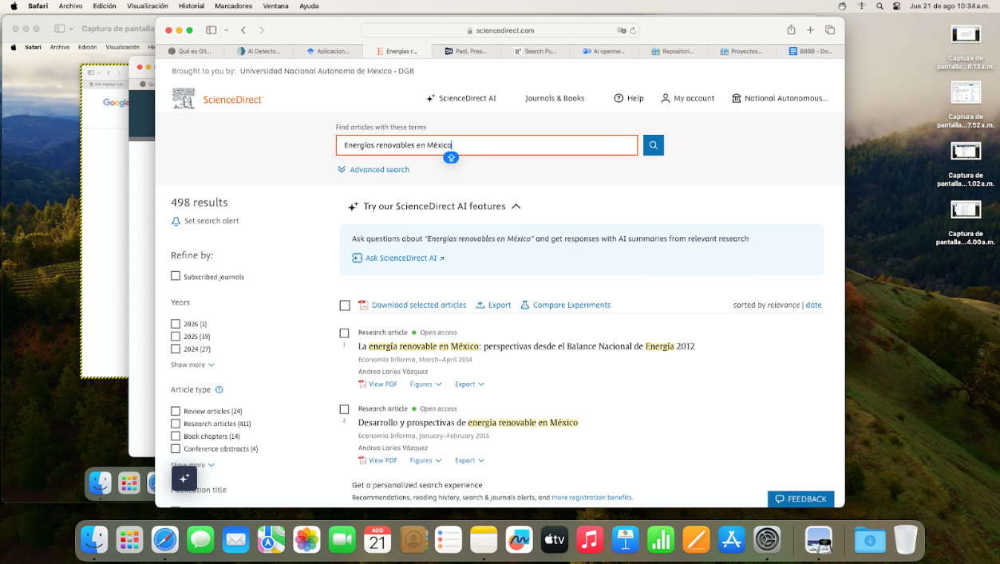 Safari Archivo Edición Visualización Historial Marcadores Ventana Ayuda
Jue 21 de ago 10:34 a.m.
Captura de pantalla
Safari Archivo Edición Visualización
Google
sciencedirect.com
Qué es Git...
AI Detecto...
Aplicacion...
Energías r...
Past, Pres...
Search Pu...
AI openne...
Repositori...
Proyectos...
BBBB - Do...
Brought to you by: Universidad Nacional Autonoma de Mexico - DGB
ScienceDirect
ScienceDirect AI
Journals & Books
Help
My account
National Autonomous...
Find articles with these terms
Energías renovables en México
Advanced search
498 results
Set search alert
Refine by:
Subscribed journals
Years
2026 (1)
2025 (39)
2024 (27)
Show more
Article type
Review articles (24)
Research articles (411)
Book chapters (14)
Conference abstracts (4)
Show more
Publication title
Try our ScienceDirect AI features
Ask questions about "Energías renovables en México" and get responses with AI summaries from relevant research
Ask ScienceDirect AI
Download selected articles Export Compare Experiments
sorted by relevance | date
Research article Open access
1
La energía renovable en México: perspectivas desde el Balance Nacional de Energía 2012
Economía Informa, March–April 2014
Andrea Larios Vázquez
View PDF Figures Export
Research article Open access
2
Desarrollo y prospectivas de energía renovable en México
Economía Informa, January–February 2015
Andrea Larios Vázquez
View PDF Figures Export
Get a personalized search experience
Recommendations, reading history, search & journals alerts, and more registration benefits.
FEEDBACK
Captura de
pantalla...0.13a.m.
Captura de
pantalla...7.52a.m.
Captura de
pantalla...1.02a.m.
Captura de
pantalla...4.00a.m.
AGO
21
tv